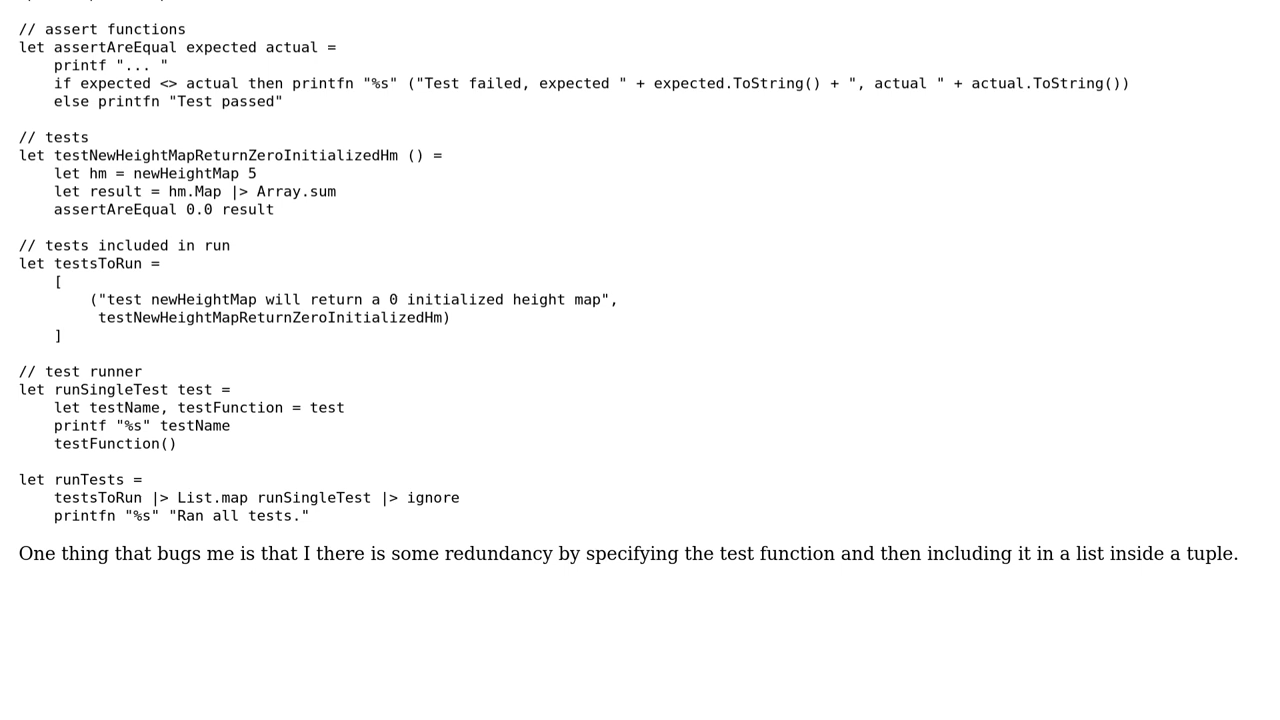 // assert functions
let assertAreEqual expected actual =
    printf "... "
    if expected <> actual then printfn "%s" ("Test failed, expected " + expected.ToString() + ", actual " + actual.ToString())
    else printfn "Test passed"

// tests
let testNewHeightMapReturnZeroInitializedHm () =
    let hm = newHeightMap 5
    let result = hm.Map |> Array.sum
    assertAreEqual 0.0 result

// tests included in run
let testsToRun =
    [
        ("test newHeightMap will return a 0 initialized height map",
         testNewHeightMapReturnZeroInitializedHm)
    ]

// test runner
let runSingleTest test =
    let testName, testFunction = test
    printf "%s" testName
    testFunction()

let runTests =
    testsToRun |> List.map runSingleTest |> ignore
    printfn "%s" "Ran all tests."

One thing that bugs me is that I there is some redundancy by specifying the test function and then including it in a list inside a tuple.